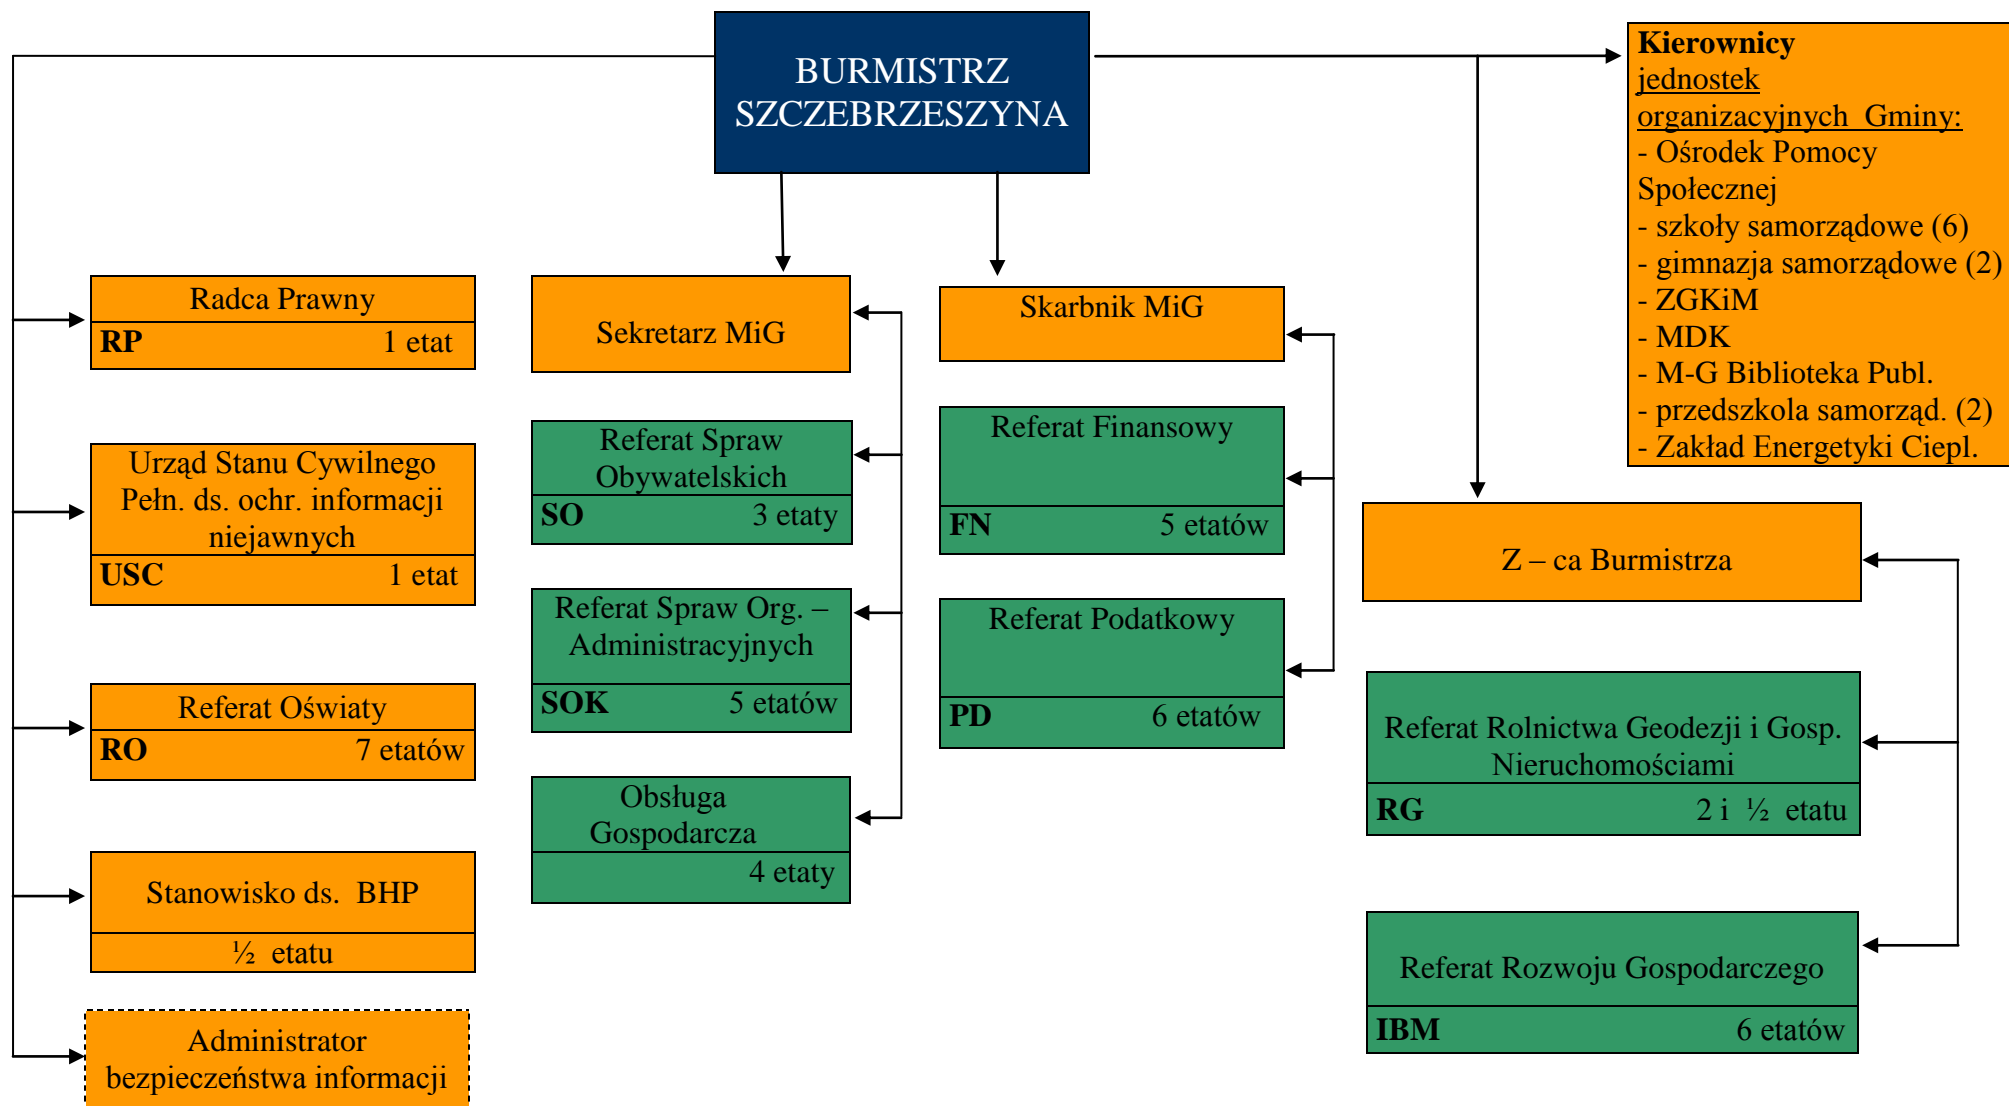 BURMISTRZ
SZCZEBRZESZYNA
Kierownicy
jednostek
organizacyjnych Gminy:
- Ośrodek Pomocy
Społecznej
- szkoły samorządowe (6)
- gimnazja samorządowe (2)
- ZGKiM
- MDK
- M-G Biblioteka Publ.
- przedszkola samorząd. (2)
- Zakład Energetyki Ciepl.
Radca Prawny
RP 1 etat
Urząd Stanu Cywilnego
Pełn. ds. ochr. informacji
niejawnych
USC 1 etat
Referat Oświaty
RO 7 etatów
Stanowisko ds. BHP
½ etatu
Administrator
bezpieczeństwa informacji
Sekretarz MiG
Referat Spraw
Obywatelskich
SO 3 etaty
Referat Spraw Org. –
Administracyjnych
SOK 5 etatów
Obsługa
Gospodarcza
4 etaty
Skarbnik MiG
Referat Finansowy
FN 5 etatów
Referat Podatkowy
PD 6 etatów
Z – ca Burmistrza
Referat Rolnictwa Geodezji i Gosp.
Nieruchomościami
RG 2 i ½ etatu
Referat Rozwoju Gospodarczego
IBM 6 etatów